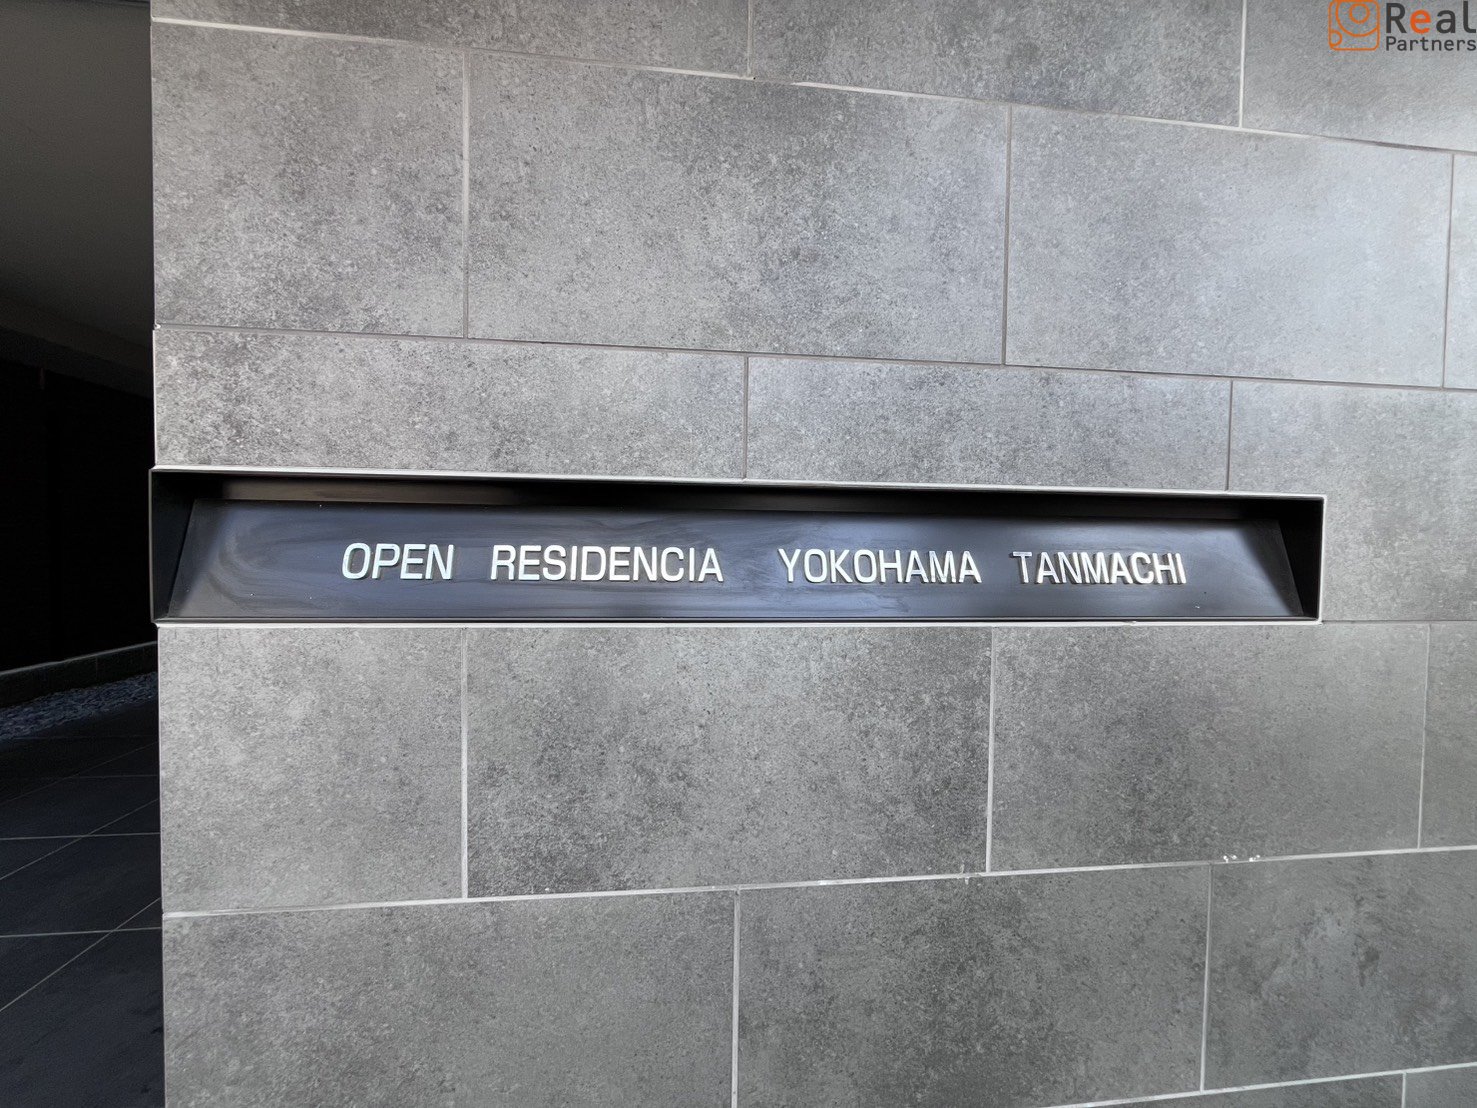 Real
Partners
OPEN RESIDENCIA YOKOHAMA TANMACHI